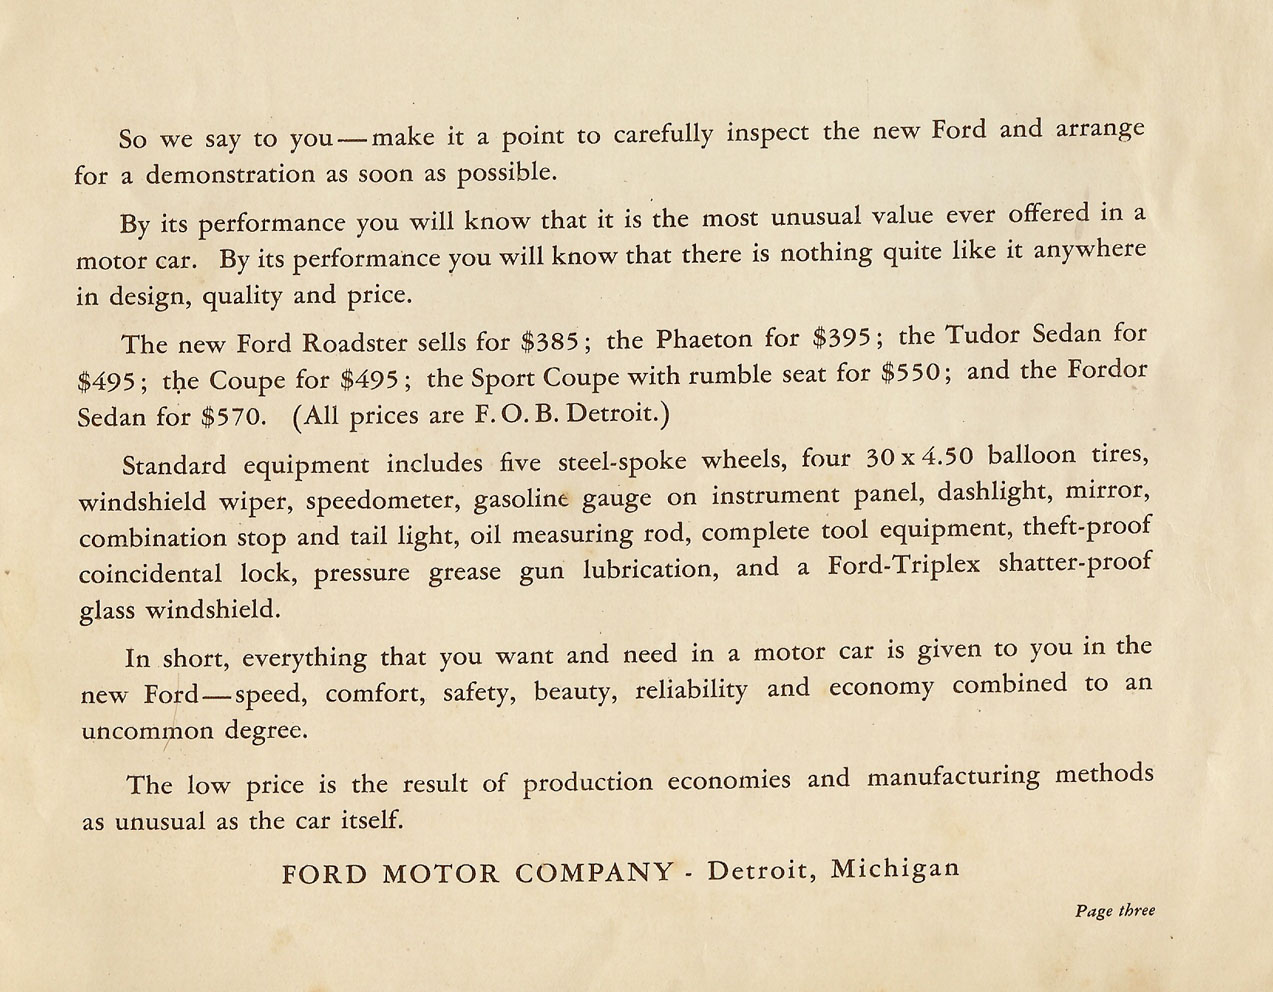 So we say to you—make it a point to carefully inspect the new Ford and arrange
for a demonstration as soon as possible.
By its performance you will know that it is the most unusual value ever offered in a
motor car. By its performance you will know that there is nothing quite like it anywhere
in design, quality and price.
The new Ford Roadster sells for $385; the Phaeton for $395; the Tudor Sedan for
$495; the Coupe for $495; the Sport Coupe with rumble seat for $550; and the Fordor
Sedan for $570. (All prices are F. O. B. Detroit.)
Standard equipment includes five steel-spoke wheels, four 30 x 4.50 balloon tires,
windshield wiper, speedometer, gasoline gauge on instrument panel, dashlight, mirror,
combination stop and tail light, oil measuring rod, complete tool equipment, theft-proof
coincidental lock, pressure grease gun lubrication, and a Ford-Triplex shatter-proof
glass windshield.
In short, everything that you want and need in a motor car is given to you in the
new Ford—speed, comfort, safety, beauty, reliability and economy combined to an
uncommon degree.
The low price is the result of production economies and manufacturing methods
as unusual as the car itself.
FORD MOTOR COMPANY - Detroit, Michigan
Page three